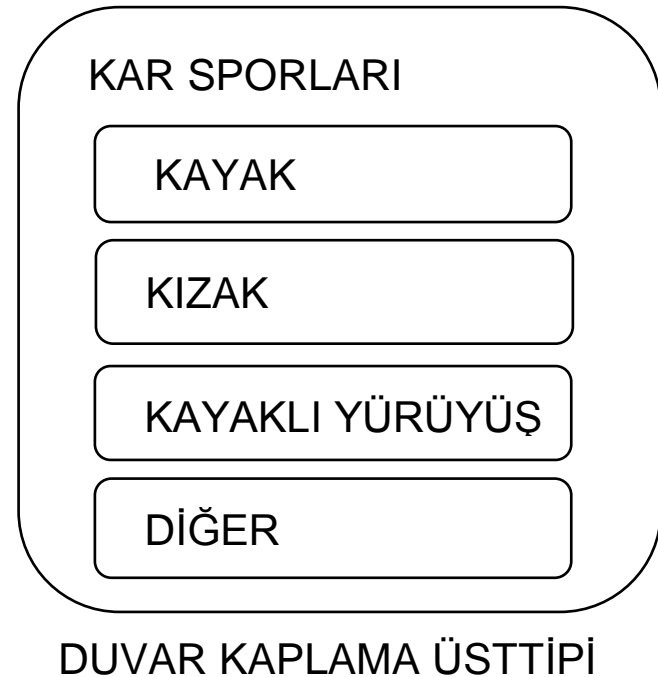 KAR SPORLARI
KAYAK
KIZAK
KAYAKLI YÜRÜYÜŞ
DİĞER
DUVAR KAPLAMA ÜSTTİPİ